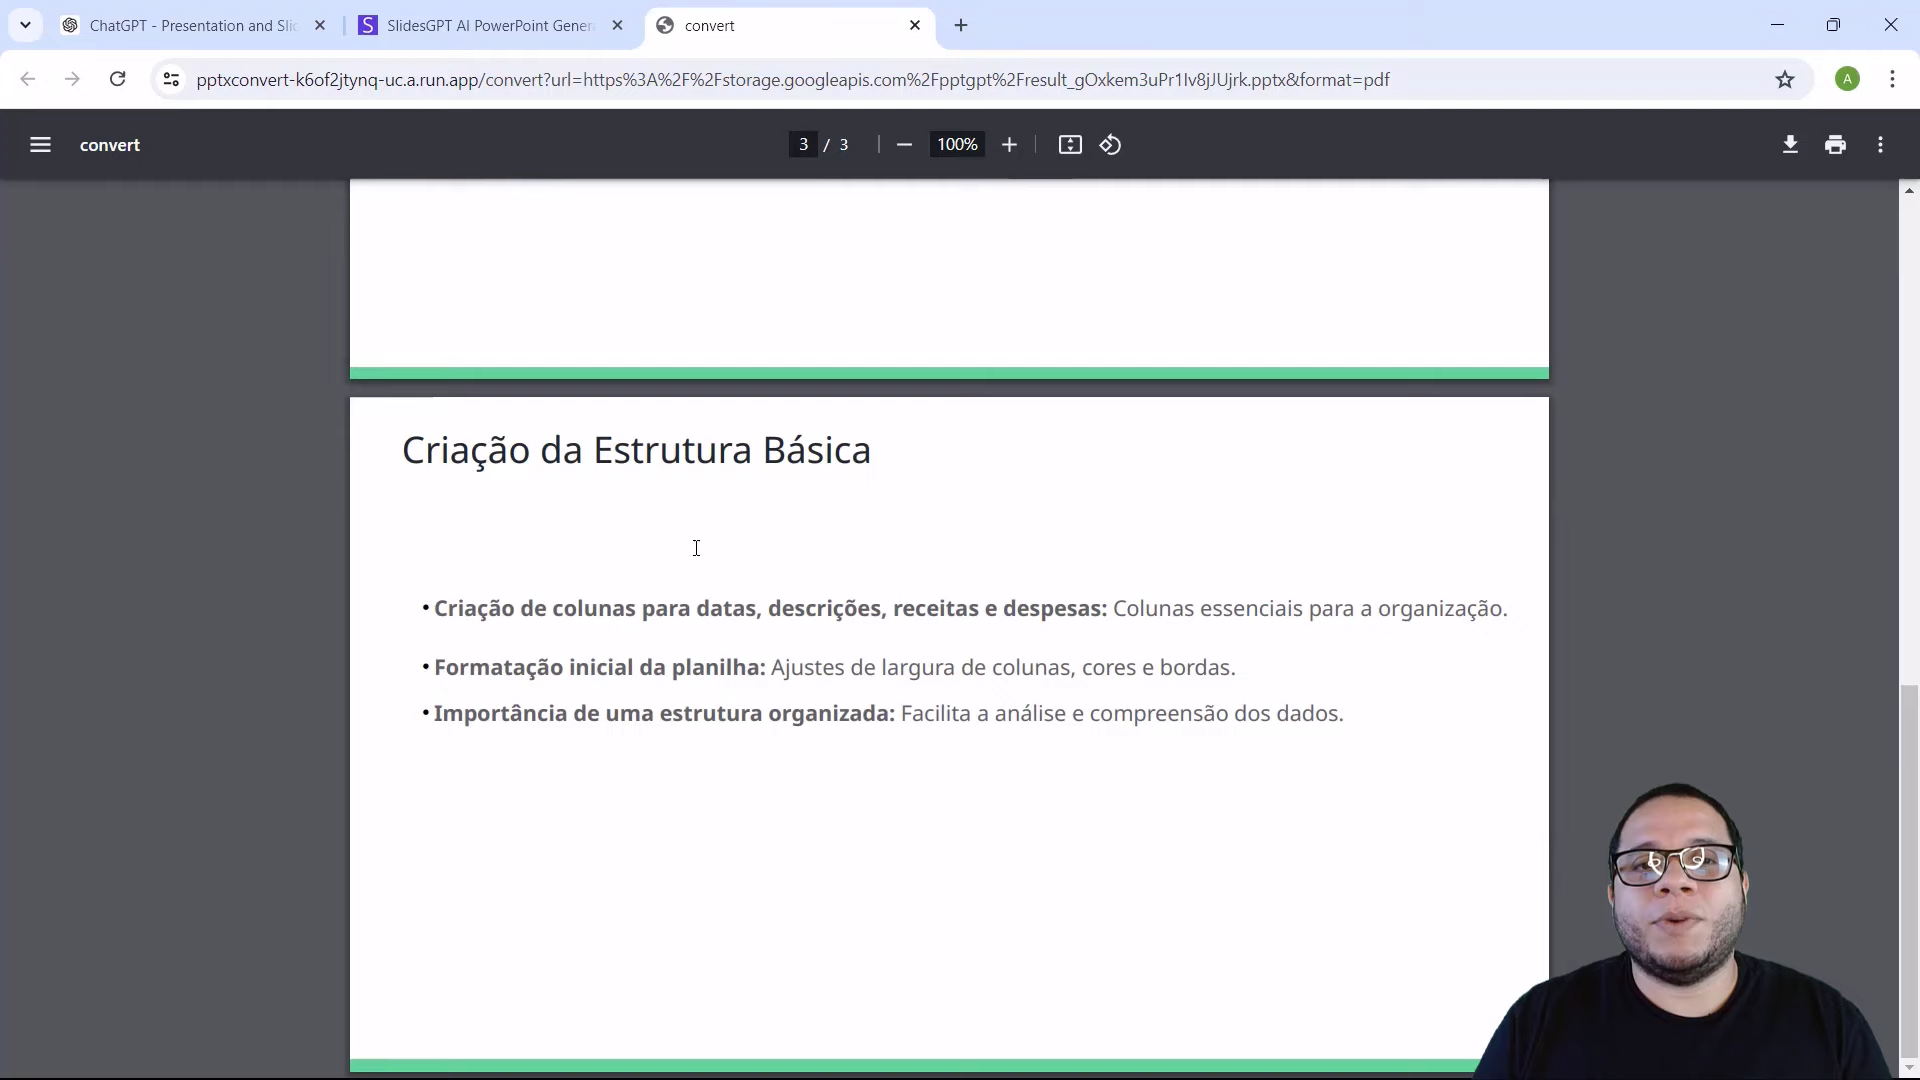 ChatGPT - Presentation and Slid
SlidesGPT AI PowerPoint Gener
convert
pptxconvert-k6of2jtynq-uc.a.run.app/convert?url=https%3A%2F%2Fstorage.googleapis.com%2Fpptgpt%2Fresult_gOxkem3uPr1Iv8jJUjrk.pptx&format=pdf
A
convert
3 / 3
100%
Criação da Estrutura Básica
• Criação de colunas para datas, descrições, receitas e despesas: Colunas essenciais para a organização.
• Formatação inicial da planilha: Ajustes de largura de colunas, cores e bordas.
• Importância de uma estrutura organizada: Facilita a análise e compreensão dos dados.